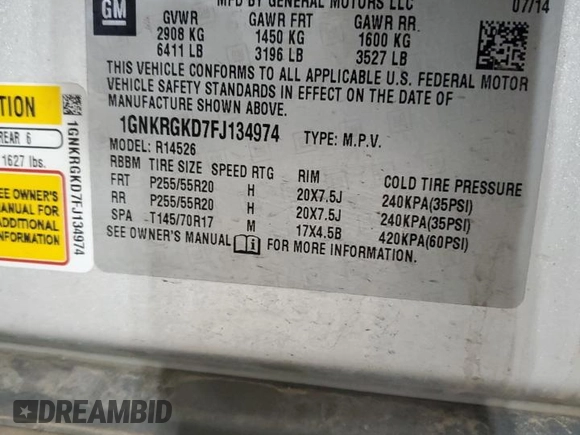 GM
MFD BY GENERAL MOTORS LLC
07/14
GVWR GAWR FRT GAWR RR
2908 KG 1450 KG 1600 KG
6411 LB 3196 LB 3527 LB
THIS VEHICLE CONFORMS TO ALL APPLICABLE U.S. FEDERAL MOTOR
VEHICLE SAFETY STANDARDS IN EFFECT ON THE DATE OF
MANUFACTURE SHOWN ABOVE.
1GNKRGKD7FJ134974 TYPE: M.P.V.
MODEL: R14526
RBBM TIRE SIZE SPEED RTG RIM COLD TIRE PRESSURE
FRT P255/55R20 H 20X7.5J 240KPA(35PSI)
RR P255/55R20 H 20X7.5J 240KPA(35PSI)
SPA T145/70R17 M 17X4.5B 420KPA(60PSI)
SEE OWNER'S MANUAL FOR MORE INFORMATION
REAR 6
1627 lbs.
SEE OWNER'S
MANUAL FOR
ADDITIONAL
INFORMATION
1GNKRGKD7FJ134974
DREAMBID